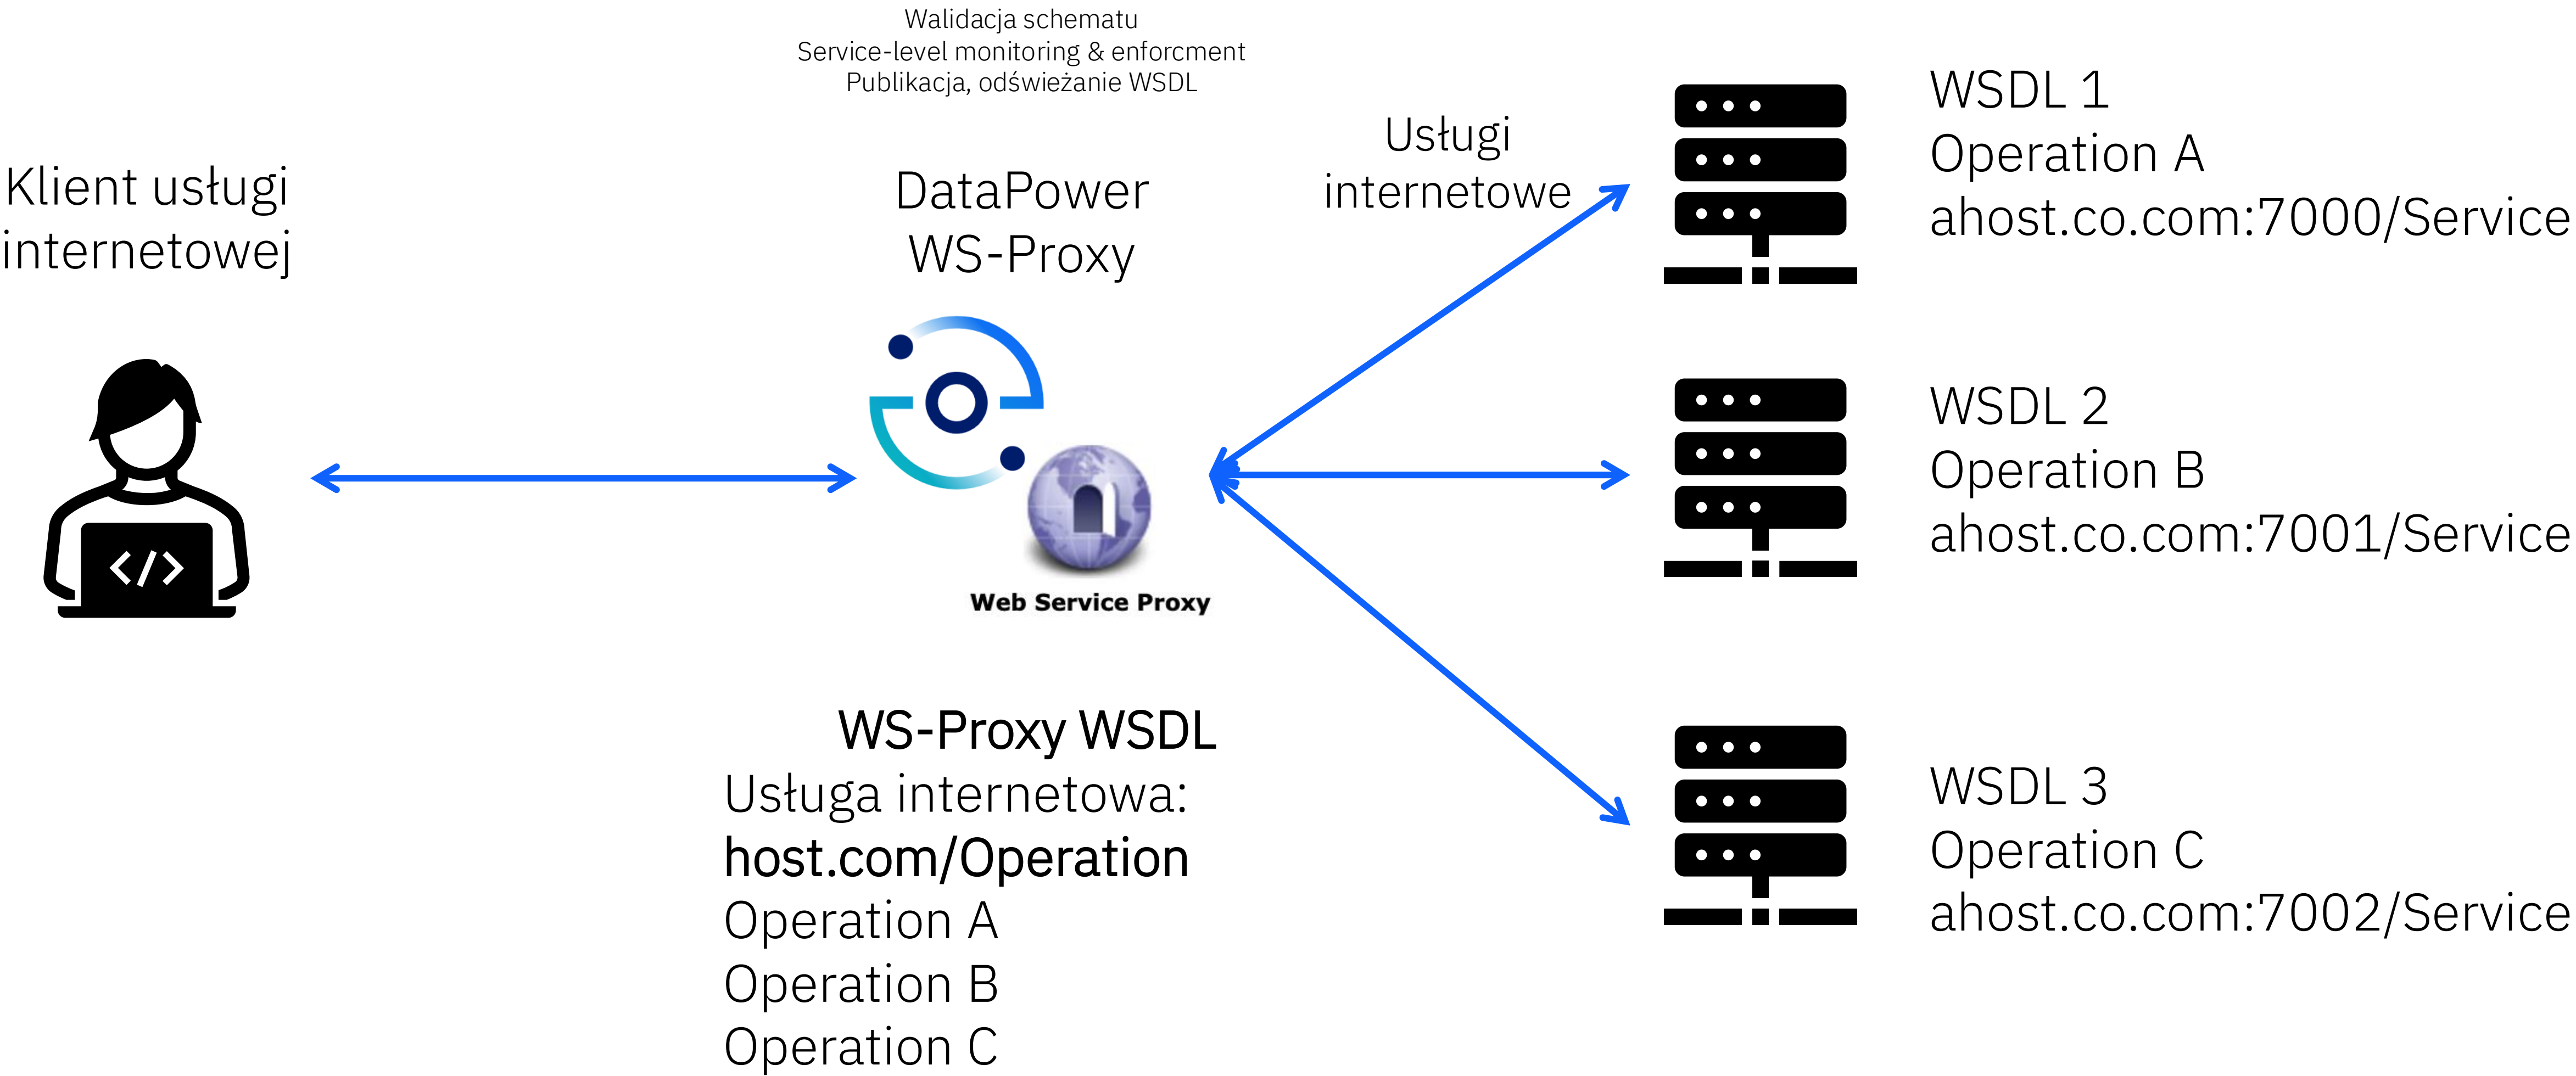 Walidacja schematu
Service-level monitoring & enforcment
Publikacja, odświeżanie WSDL
Klient usługi
internetowej
DataPower
WS-Proxy
Web Service Proxy
WS-Proxy WSDL
Usługa internetowa:
host.com/Operation
Operation A
Operation B
Operation C
Usługi
internetowe
WSDL 1
Operation A
ahost.co.com:7000/Service
WSDL 2
Operation B
ahost.co.com:7001/Service
WSDL 3
Operation C
ahost.co.com:7002/Service